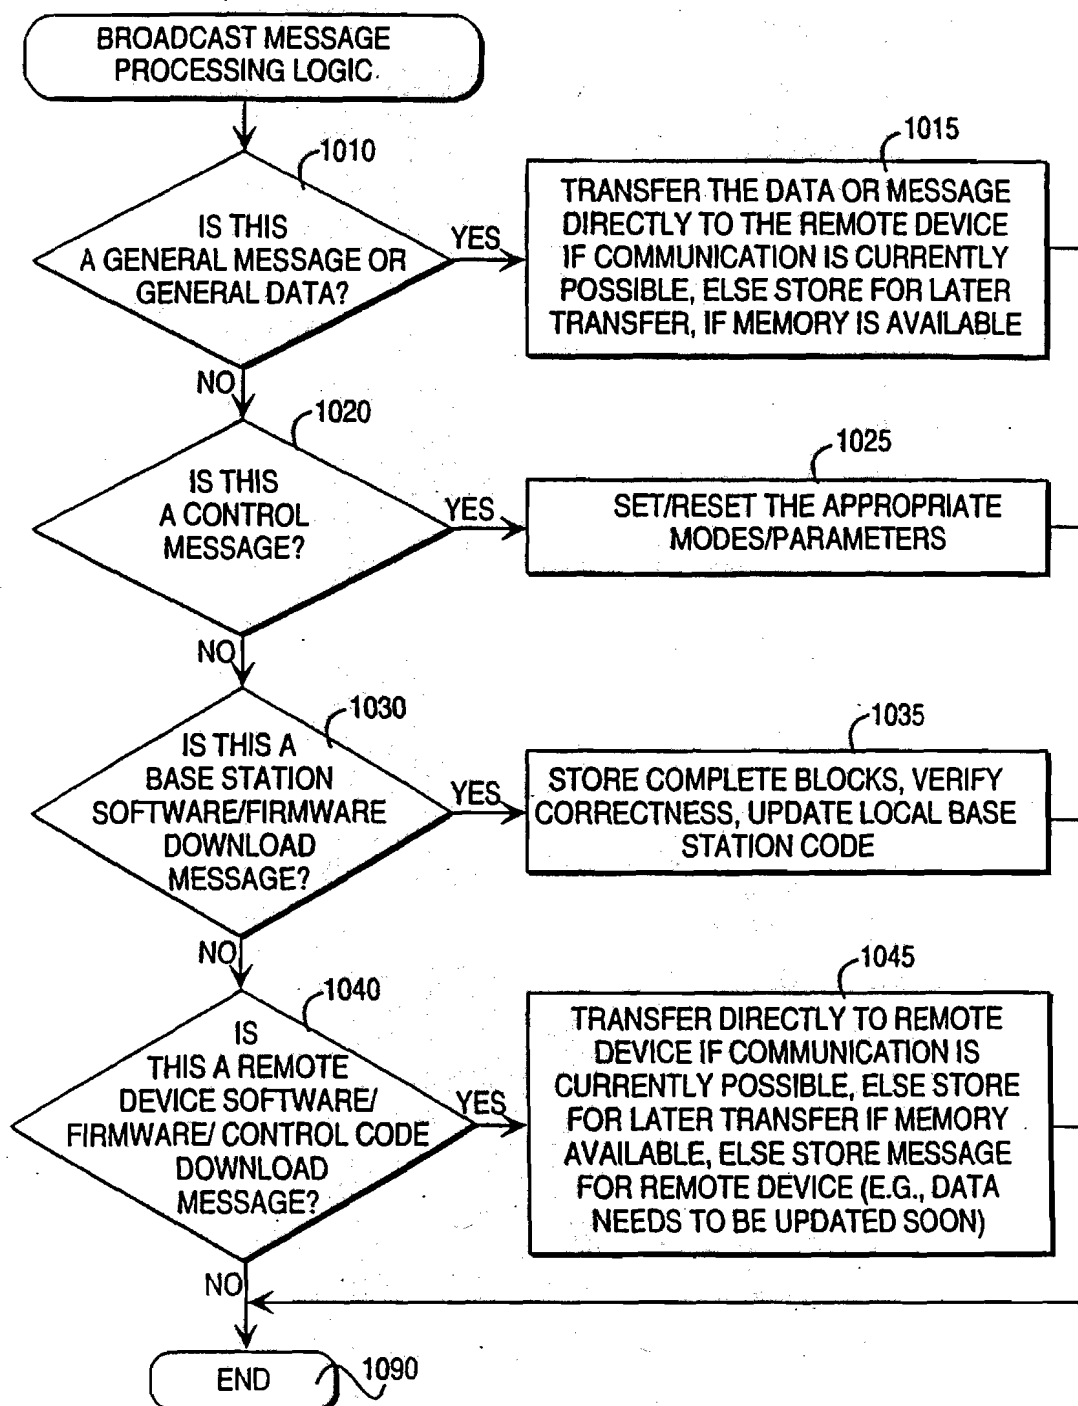 BROADCAST MESSAGE
PROCESSING LOGIC.
1010
IS THIS
A GENERAL MESSAGE OR
GENERAL DATA?
YES
1015
TRANSFER THE DATA OR MESSAGE
DIRECTLY TO THE REMOTE DEVICE
IF COMMUNICATION IS CURRENTLY
POSSIBLE, ELSE STORE FOR LATER
TRANSFER, IF MEMORY IS AVAILABLE
NO
1020
IS THIS
A CONTROL
MESSAGE?
YES
1025
SET/RESET THE APPROPRIATE
MODES/PARAMETERS
NO
1030
IS THIS A
BASE STATION
SOFTWARE/FIRMWARE
DOWNLOAD
MESSAGE?
YES
1035
STORE COMPLETE BLOCKS, VERIFY
CORRECTNESS, UPDATE LOCAL BASE
STATION CODE
NO
1040
IS
THIS A REMOTE
DEVICE SOFTWARE/
FIRMWARE/ CONTROL CODE
DOWNLOAD
MESSAGE?
YES
1045
TRANSFER DIRECTLY TO REMOTE
DEVICE IF COMMUNICATION IS
CURRENTLY POSSIBLE, ELSE STORE
FOR LATER TRANSFER IF MEMORY
AVAILABLE, ELSE STORE MESSAGE
FOR REMOTE DEVICE (E.G., DATA
NEEDS TO BE UPDATED SOON)
NO
END
1090